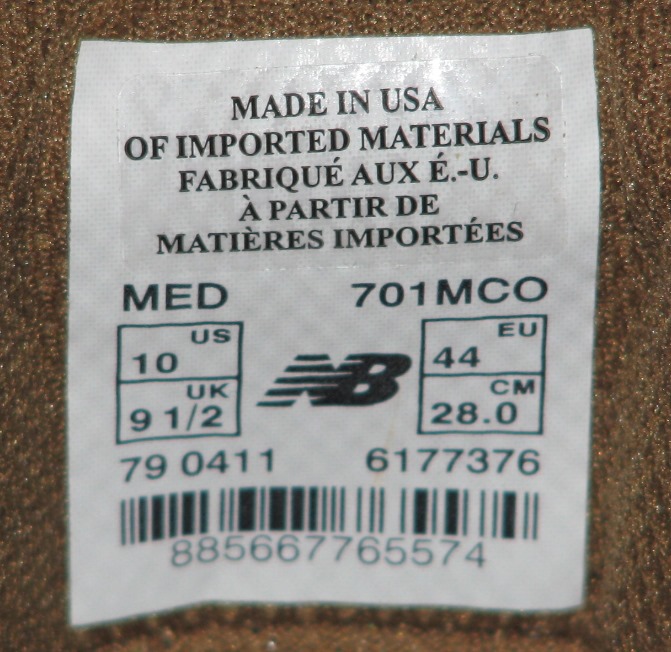 MADE IN USA
OF IMPORTED MATERIALS
FABRIQUÉ AUX É.-U.
À PARTIR DE
MATIÈRES IMPORTÉES
MED 701MCO
US 10
UK 9 1/2
NB
EU 44
CM 28.0
79 0411 6177376
885667765574